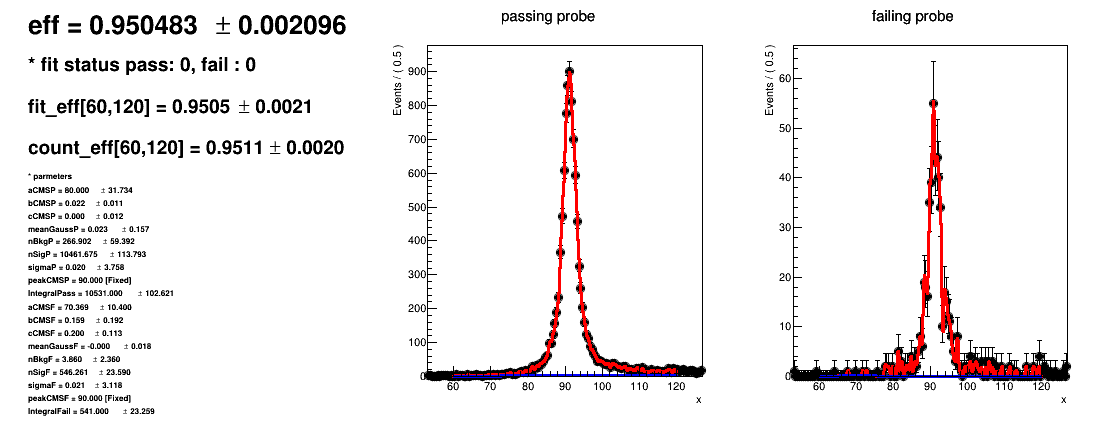 eff = 0.950483 ± 0.002096
* fit status pass: 0, fail : 0
fit_eff[60,120] = 0.9505 ± 0.0021
count_eff[60,120] = 0.9511 ± 0.0020
* parmeters
aCMSP = 80.000 ± 31.734
bCMSP = 0.022 ± 0.011
cCMSP = 0.000 ± 0.012
meanGaussP = 0.023 ± 0.157
nBkgP = 266.902 ± 59.392
nSigP = 10461.675 ± 113.793
sigmaP = 0.020 ± 3.758
peakCMSP = 90.000 [Fixed]
IntegralPass = 10531.000 ± 102.621
aCMSF = 70.369 ± 10.400
bCMSF = 0.159 ± 0.192
cCMSF = 0.200 ± 0.113
meanGaussF = -0.000 ± 0.018
nBkgF = 3.860 ± 2.360
nSigF = 546.261 ± 23.590
sigmaF = 0.021 ± 3.118
peakCMSF = 90.000 [Fixed]
IntegralFail = 541.000 ± 23.259
passing probe
Events / ( 0.5 )
900
800
700
600
500
400
300
200
100
0
60 70 80 90 100 110 120
x
failing probe
Events / ( 0.5 )
60
50
40
30
20
10
0
60 70 80 90 100 110 120
x